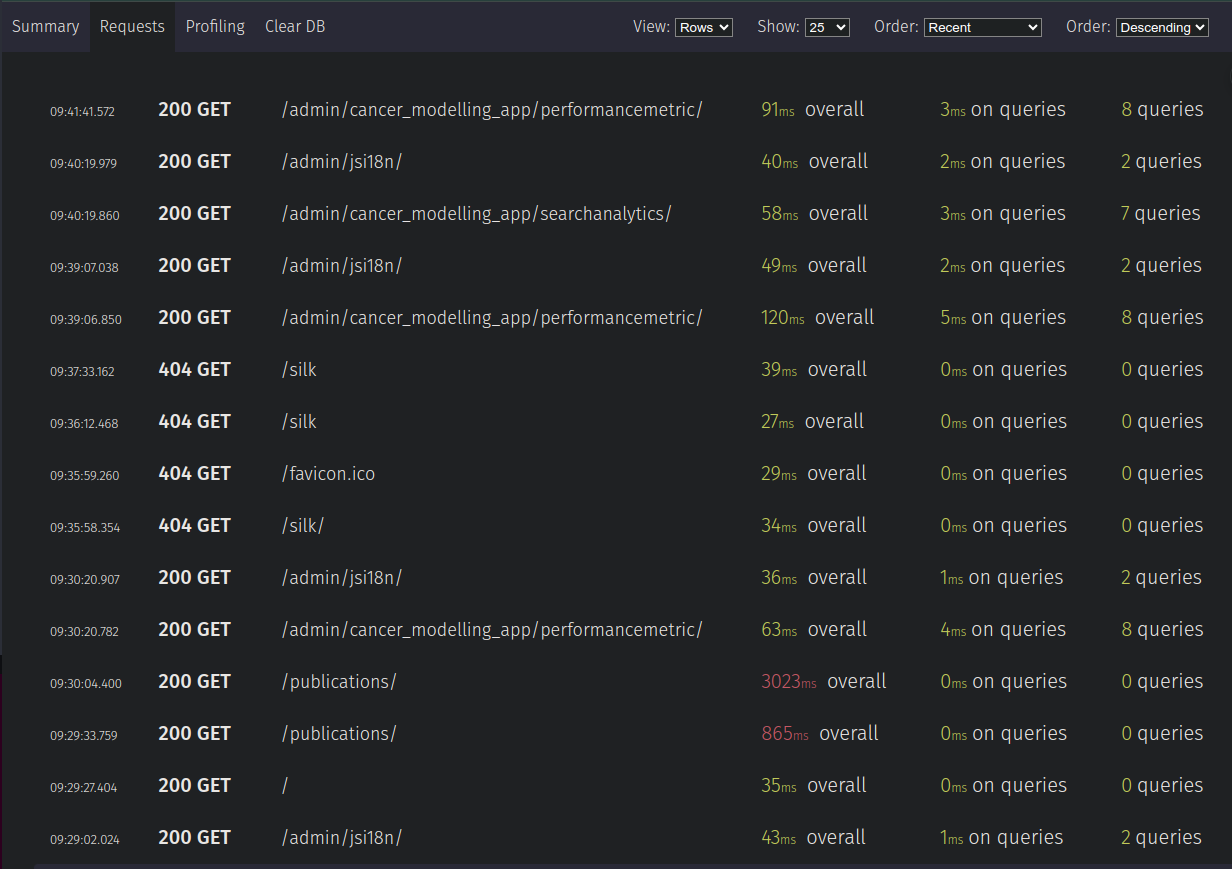 Summary Requests Profiling Clear DB View: Rows Show: 25 Order: Recent Order: Descending
09:41:41.572 200 GET /admin/cancer_modelling_app/performancemetric/ 91ms overall 3ms on queries 8 queries
09:40:19.979 200 GET /admin/jsi18n/ 40ms overall 2ms on queries 2 queries
09:40:19.860 200 GET /admin/cancer_modelling_app/searchanalytics/ 58ms overall 3ms on queries 7 queries
09:39:07.038 200 GET /admin/jsi18n/ 49ms overall 2ms on queries 2 queries
09:39:06.850 200 GET /admin/cancer_modelling_app/performancemetric/ 120ms overall 5ms on queries 8 queries
09:37:33.162 404 GET /silk 39ms overall 0ms on queries 0 queries
09:36:12.468 404 GET /silk 27ms overall 0ms on queries 0 queries
09:35:59.260 404 GET /favicon.ico 29ms overall 0ms on queries 0 queries
09:35:58.354 404 GET /silk/ 34ms overall 0ms on queries 0 queries
09:30:20.907 200 GET /admin/jsi18n/ 36ms overall 1ms on queries 2 queries
09:30:20.782 200 GET /admin/cancer_modelling_app/performancemetric/ 63ms overall 4ms on queries 8 queries
09:30:04.400 200 GET /publications/ 3023ms overall 0ms on queries 0 queries
09:29:33.759 200 GET /publications/ 865ms overall 0ms on queries 0 queries
09:29:27.404 200 GET / 35ms overall 0ms on queries 0 queries
09:29:02.024 200 GET /admin/jsi18n/ 43ms overall 1ms on queries 2 queries